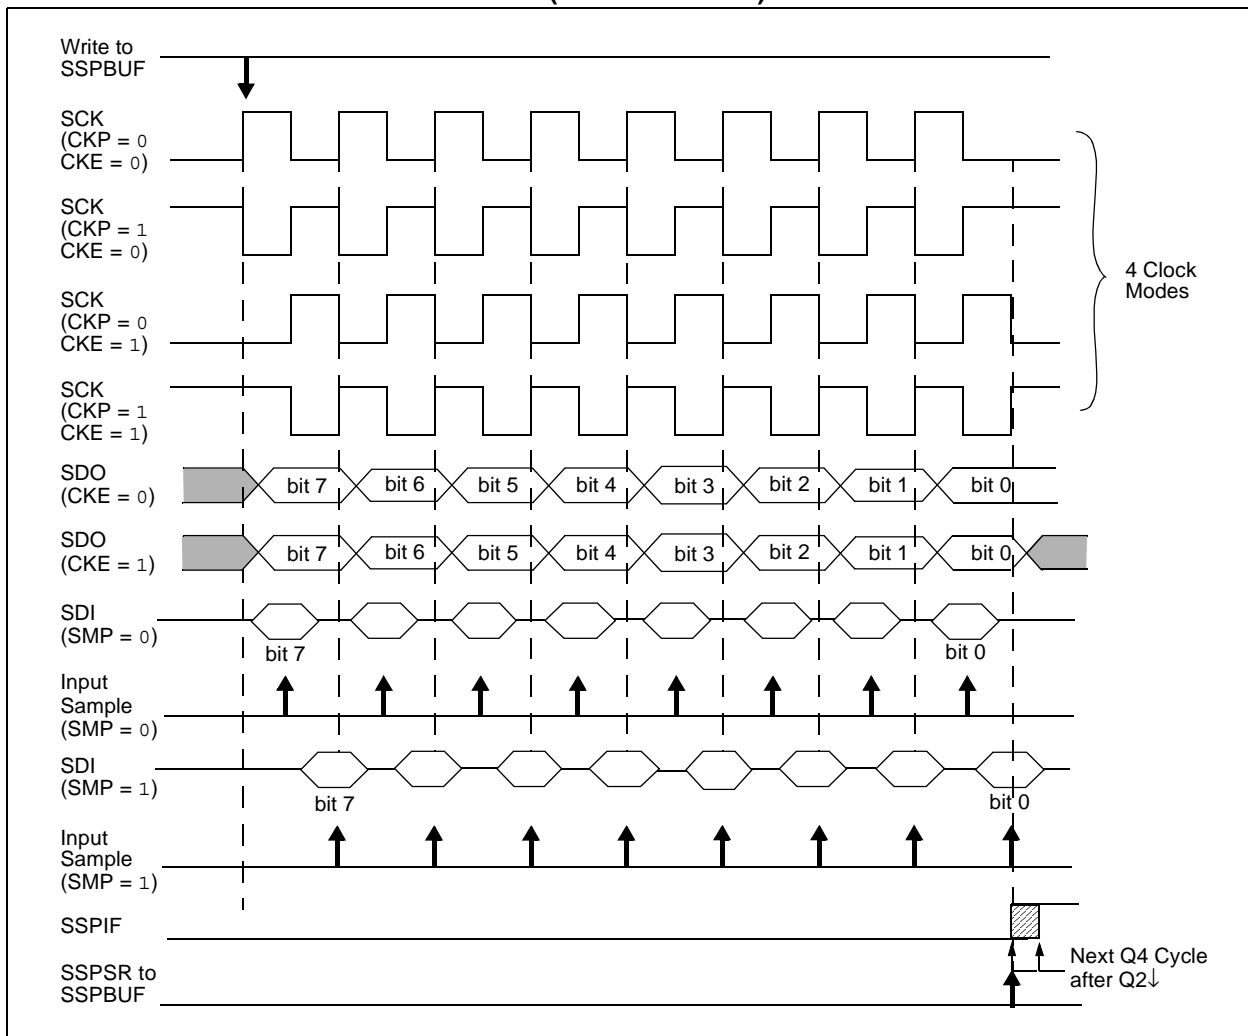 Write to
SSPBUF
SCK
(CKP = 0
CKE = 0)
SCK
(CKP = 1
CKE = 0)
4 Clock
Modes
SCK
(CKP = 0
CKE = 1)
SCK
(CKP = 1
CKE = 1)
SDO
(CKE = 0)
bit 7 bit 6 bit 5 bit 4 bit 3 bit 2 bit 1 bit 0
SDO
(CKE = 1)
bit 7 bit 6 bit 5 bit 4 bit 3 bit 2 bit 1 bit 0
SDI
(SMP = 0)
bit 7 bit 0
Input
Sample
(SMP = 0)
SDI
(SMP = 1)
bit 7 bit 0
Input
Sample
(SMP = 1)
SSPIF
Next Q4 Cycle
after Q2↓
SSPSR to
SSPBUF